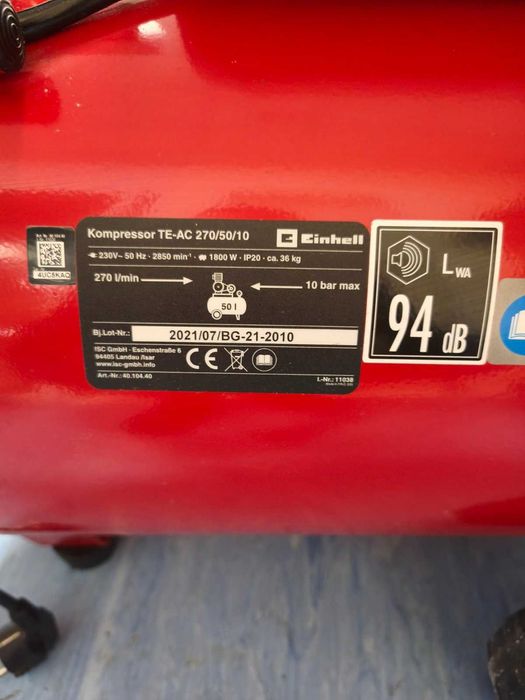 4UC5KAQ
Kompressor TE-AC 270/50/10
Einhell
230V~ 50 Hz · 2850 min⁻¹ · 1800 W · IP20 · ca. 36 kg
270 l/min
10 bar max
50 l
Bj.Lot-Nr.: 2021/07/BG-21-2010
ISC GmbH · Eschenstraße 6
94405 Landau /Isar
www.isc-gmbh.info
CE
Art.-Nr.: 40.104.40
I.-Nr.: 11038
LWA
94 dB